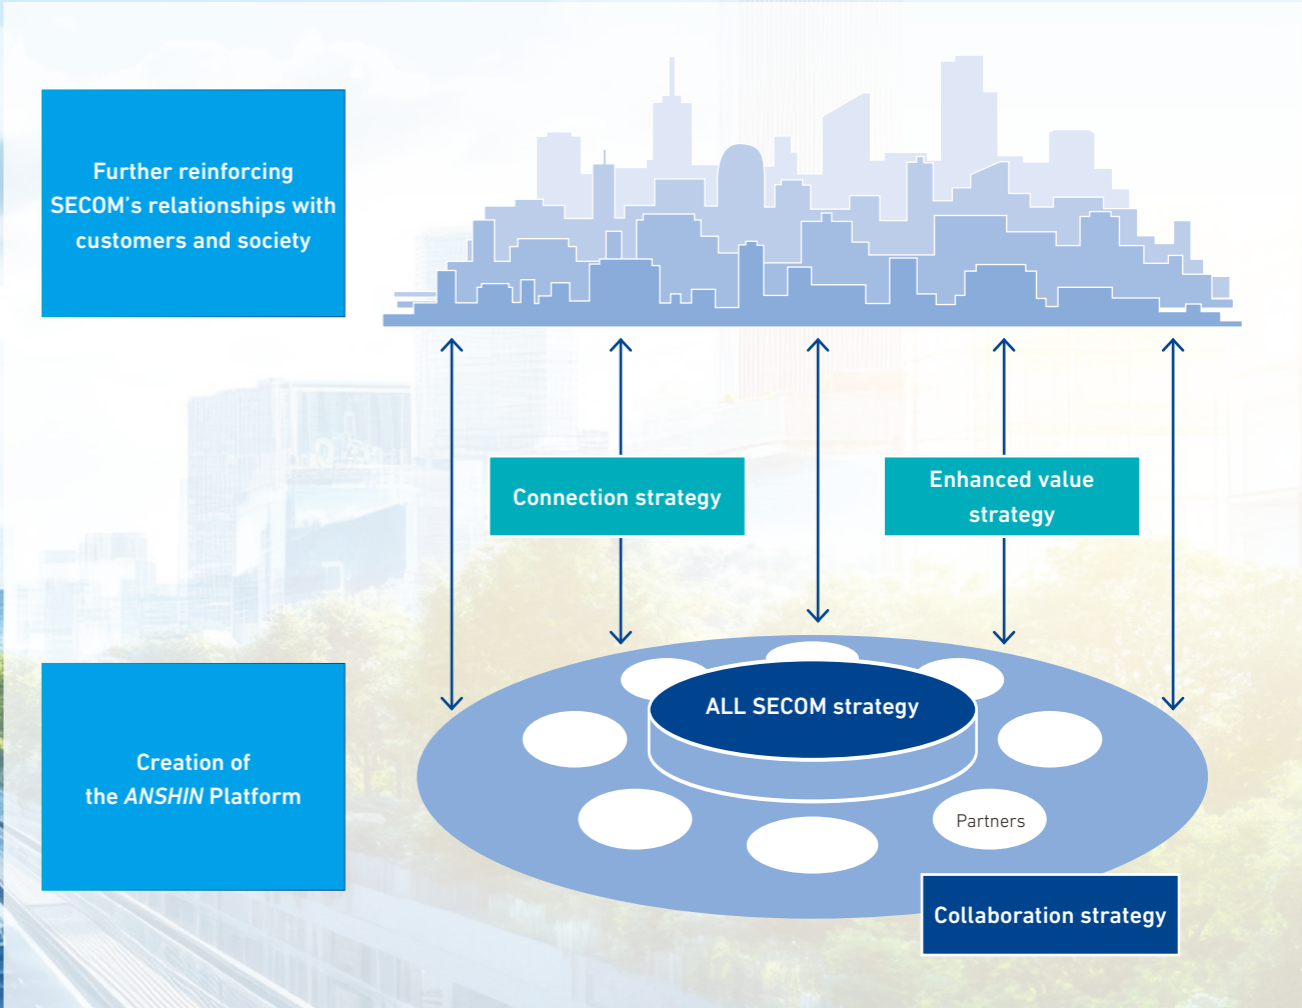 Further reinforcing
SECOM's relationships with
customers and society
Connection strategy
Enhanced value
strategy
ALL SECOM strategy
Creation of
the ANSHIN Platform
Partners
Collaboration strategy